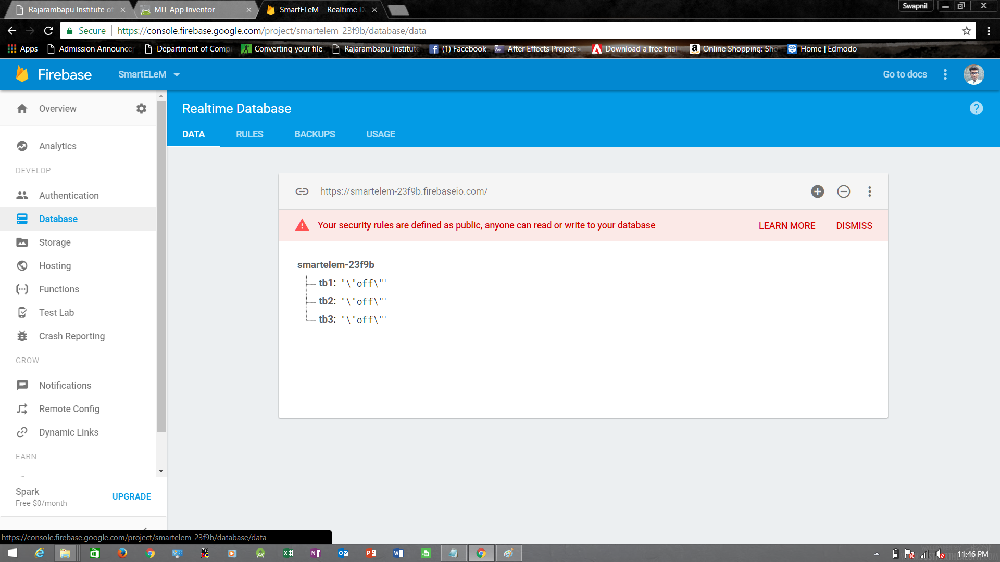 Rajarambapu Institute of
MIT App Inventor
SmartELeM – Realtime D
Swapnil
Secure
https://console.firebase.google.com/project/smartelem-23f9b/database/data
Apps
Admission Announcer
Department of Comp
Converting your file
Rajarambapu Institute
(1) Facebook
After Effects Project »
Download a free trial
Online Shopping: Sho
Home | Edmodo
Firebase
SmartELeM
Go to docs
Overview
Realtime Database
DATA
RULES
BACKUPS
USAGE
Analytics
DEVELOP
Authentication
Database
Storage
Hosting
Functions
Test Lab
Crash Reporting
GROW
Notifications
Remote Config
Dynamic Links
EARN
Spark
Free $0/month
UPGRADE
https://smartelem-23f9b.firebaseio.com/
Your security rules are defined as public, anyone can read or write to your database
LEARN MORE
DISMISS
smartelem-23f9b
tb1: "\"off\""
tb2: "\"off\""
tb3: "\"off\""
https://console.firebase.google.com/project/smartelem-23f9b/database/data
11:46 PM